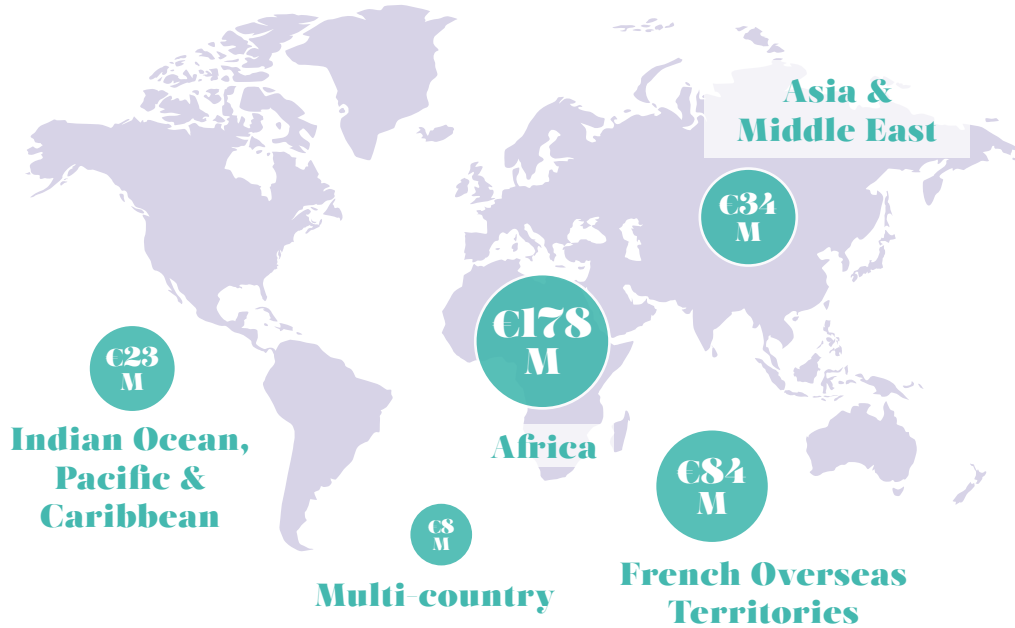 Asia &
Middle East
€34
M
€178
M
Africa
€23
M
Indian Ocean,
Pacific &
Caribbean
€84
M
French Overseas
Territories
€8
M
Multi-country